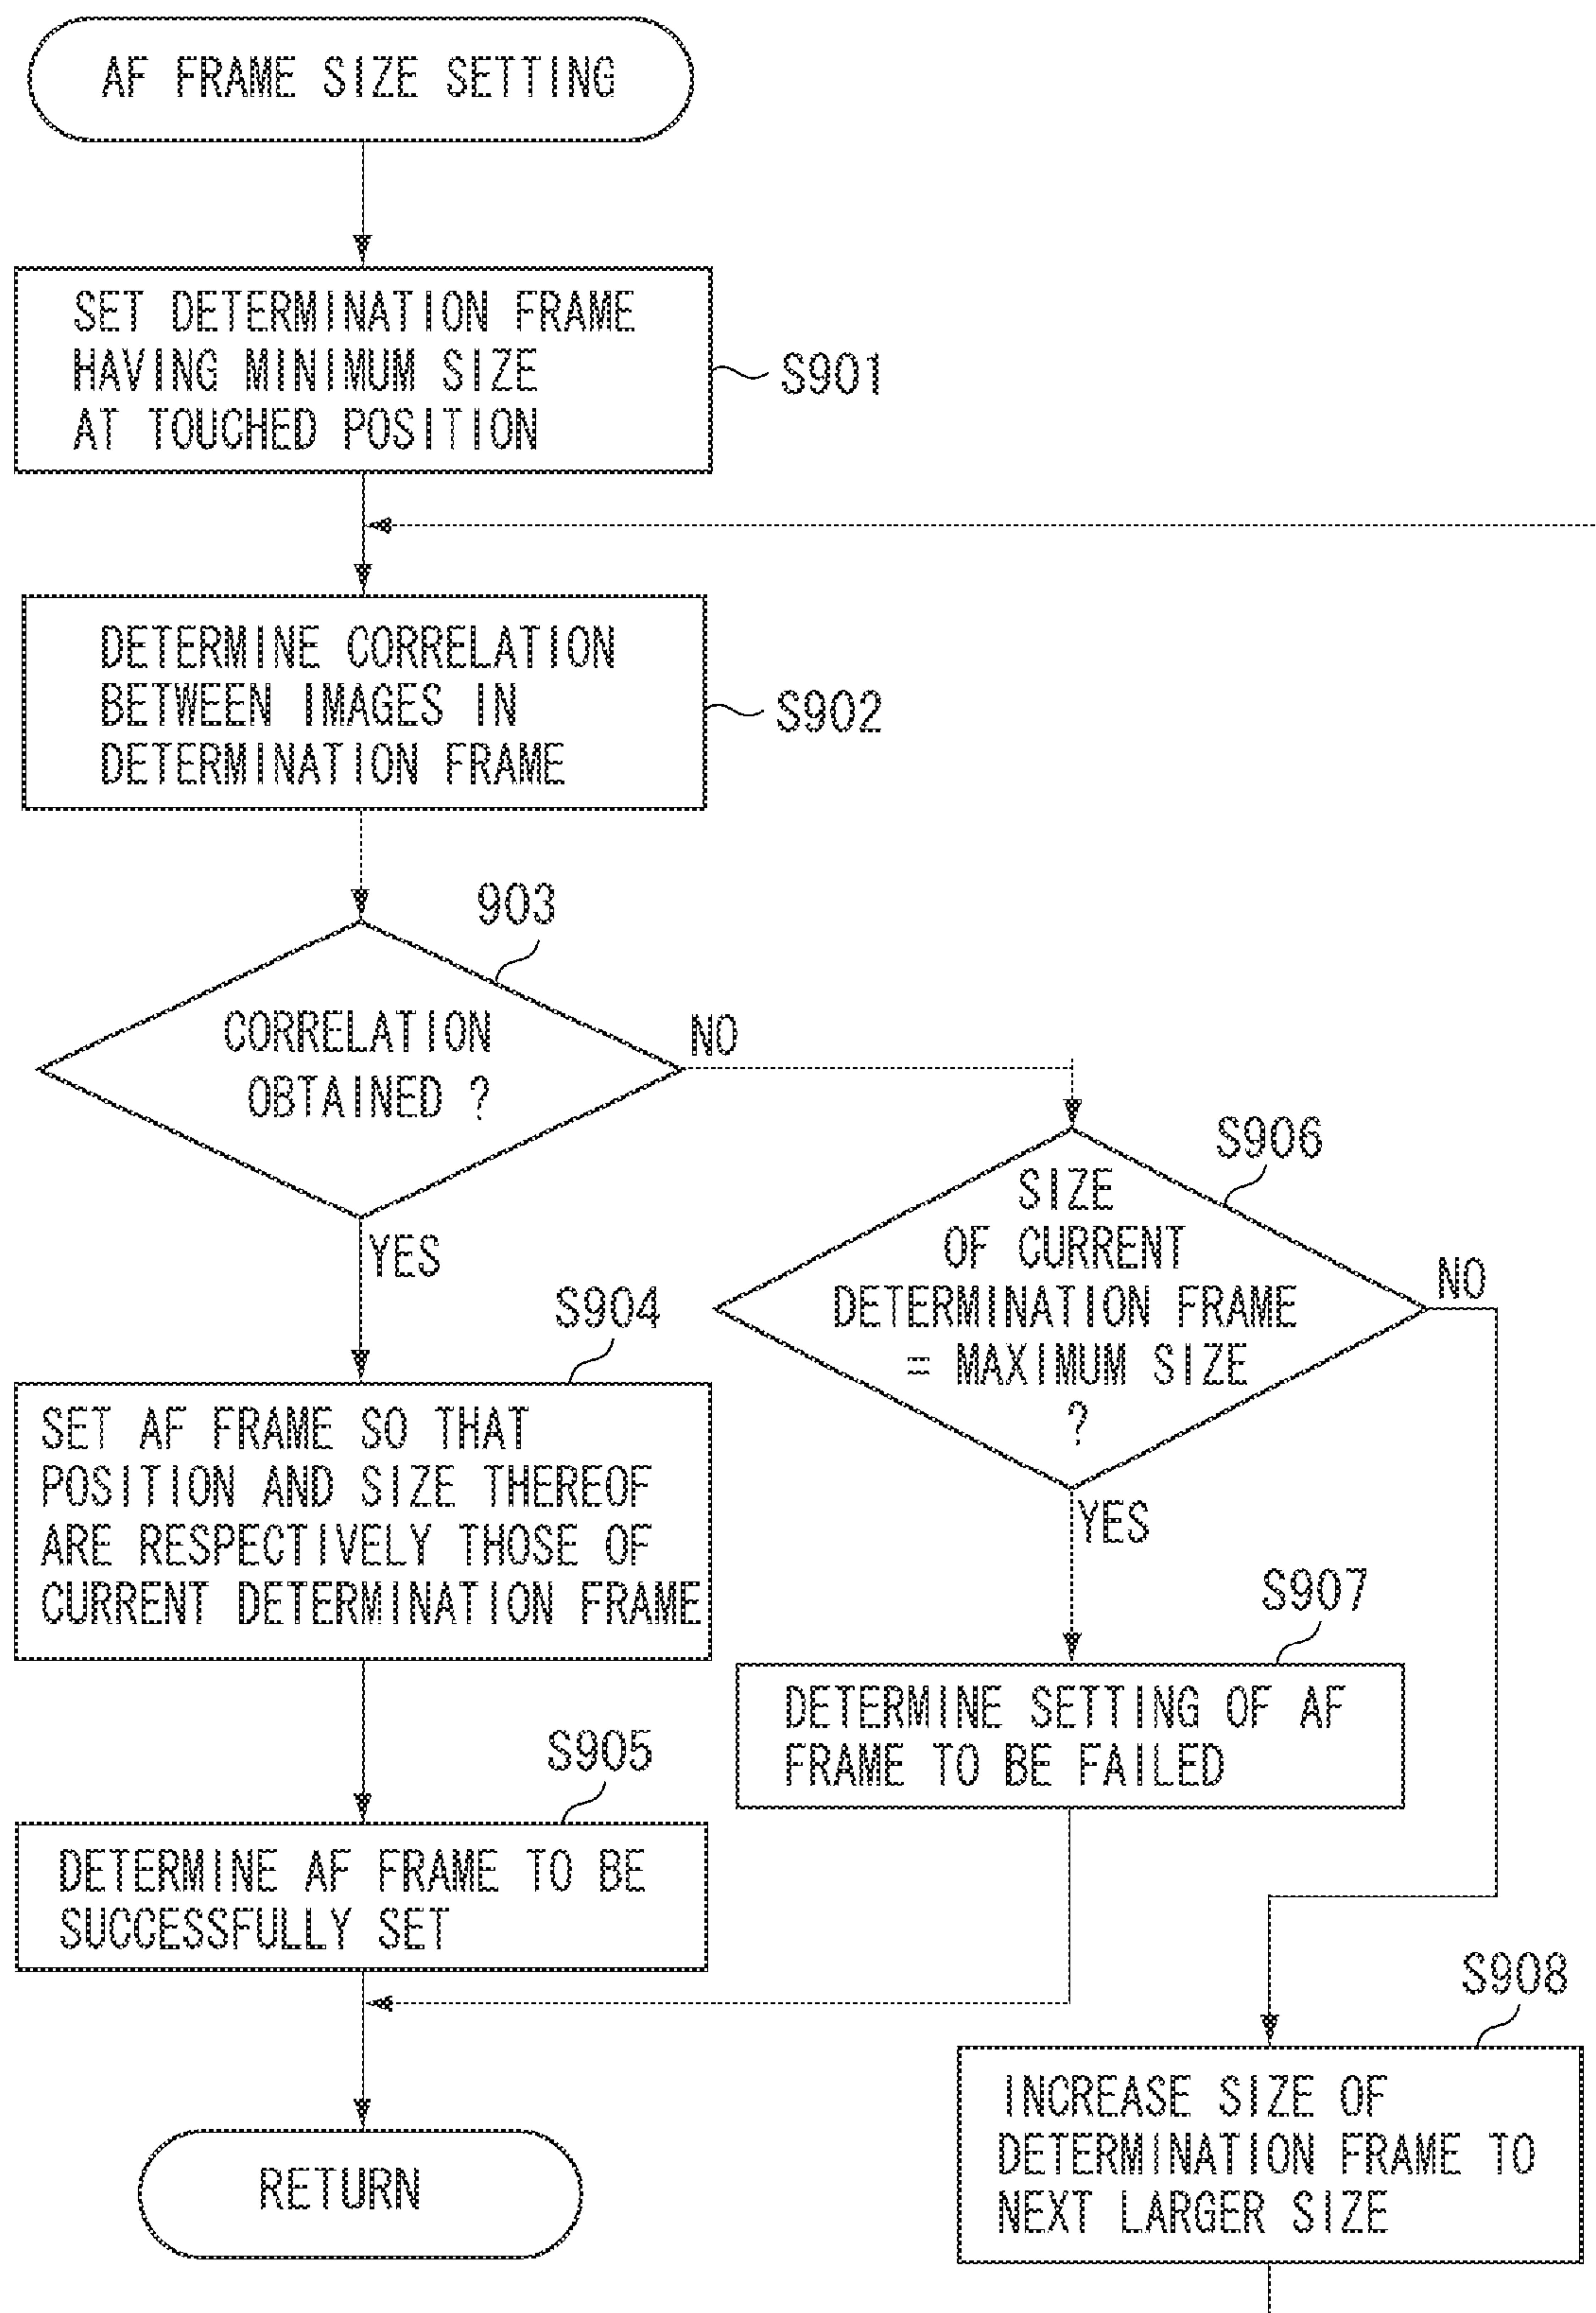 AF FRAME SIZE SETTING
SET DETERMINATION FRAME
HAVING MINIMUM SIZE
AT TOUCHED POSITION
S901
DETERMINE CORRELATION
BETWEEN IMAGES IN
DETERMINATION FRAME
S902
903
CORRELATION
OBTAINED ?
NO
YES
S906
SIZE
OF CURRENT
DETERMINATION FRAME
= MAXIMUM SIZE
?
NO
YES
S904
SET AF FRAME SO THAT
POSITION AND SIZE THEREOF
ARE RESPECTIVELY THOSE OF
CURRENT DETERMINATION FRAME
S907
DETERMINE SETTING OF AF
FRAME TO BE FAILED
S905
DETERMINE AF FRAME TO BE
SUCCESSFULLY SET
S908
INCREASE SIZE OF
DETERMINATION FRAME TO
NEXT LARGER SIZE
RETURN